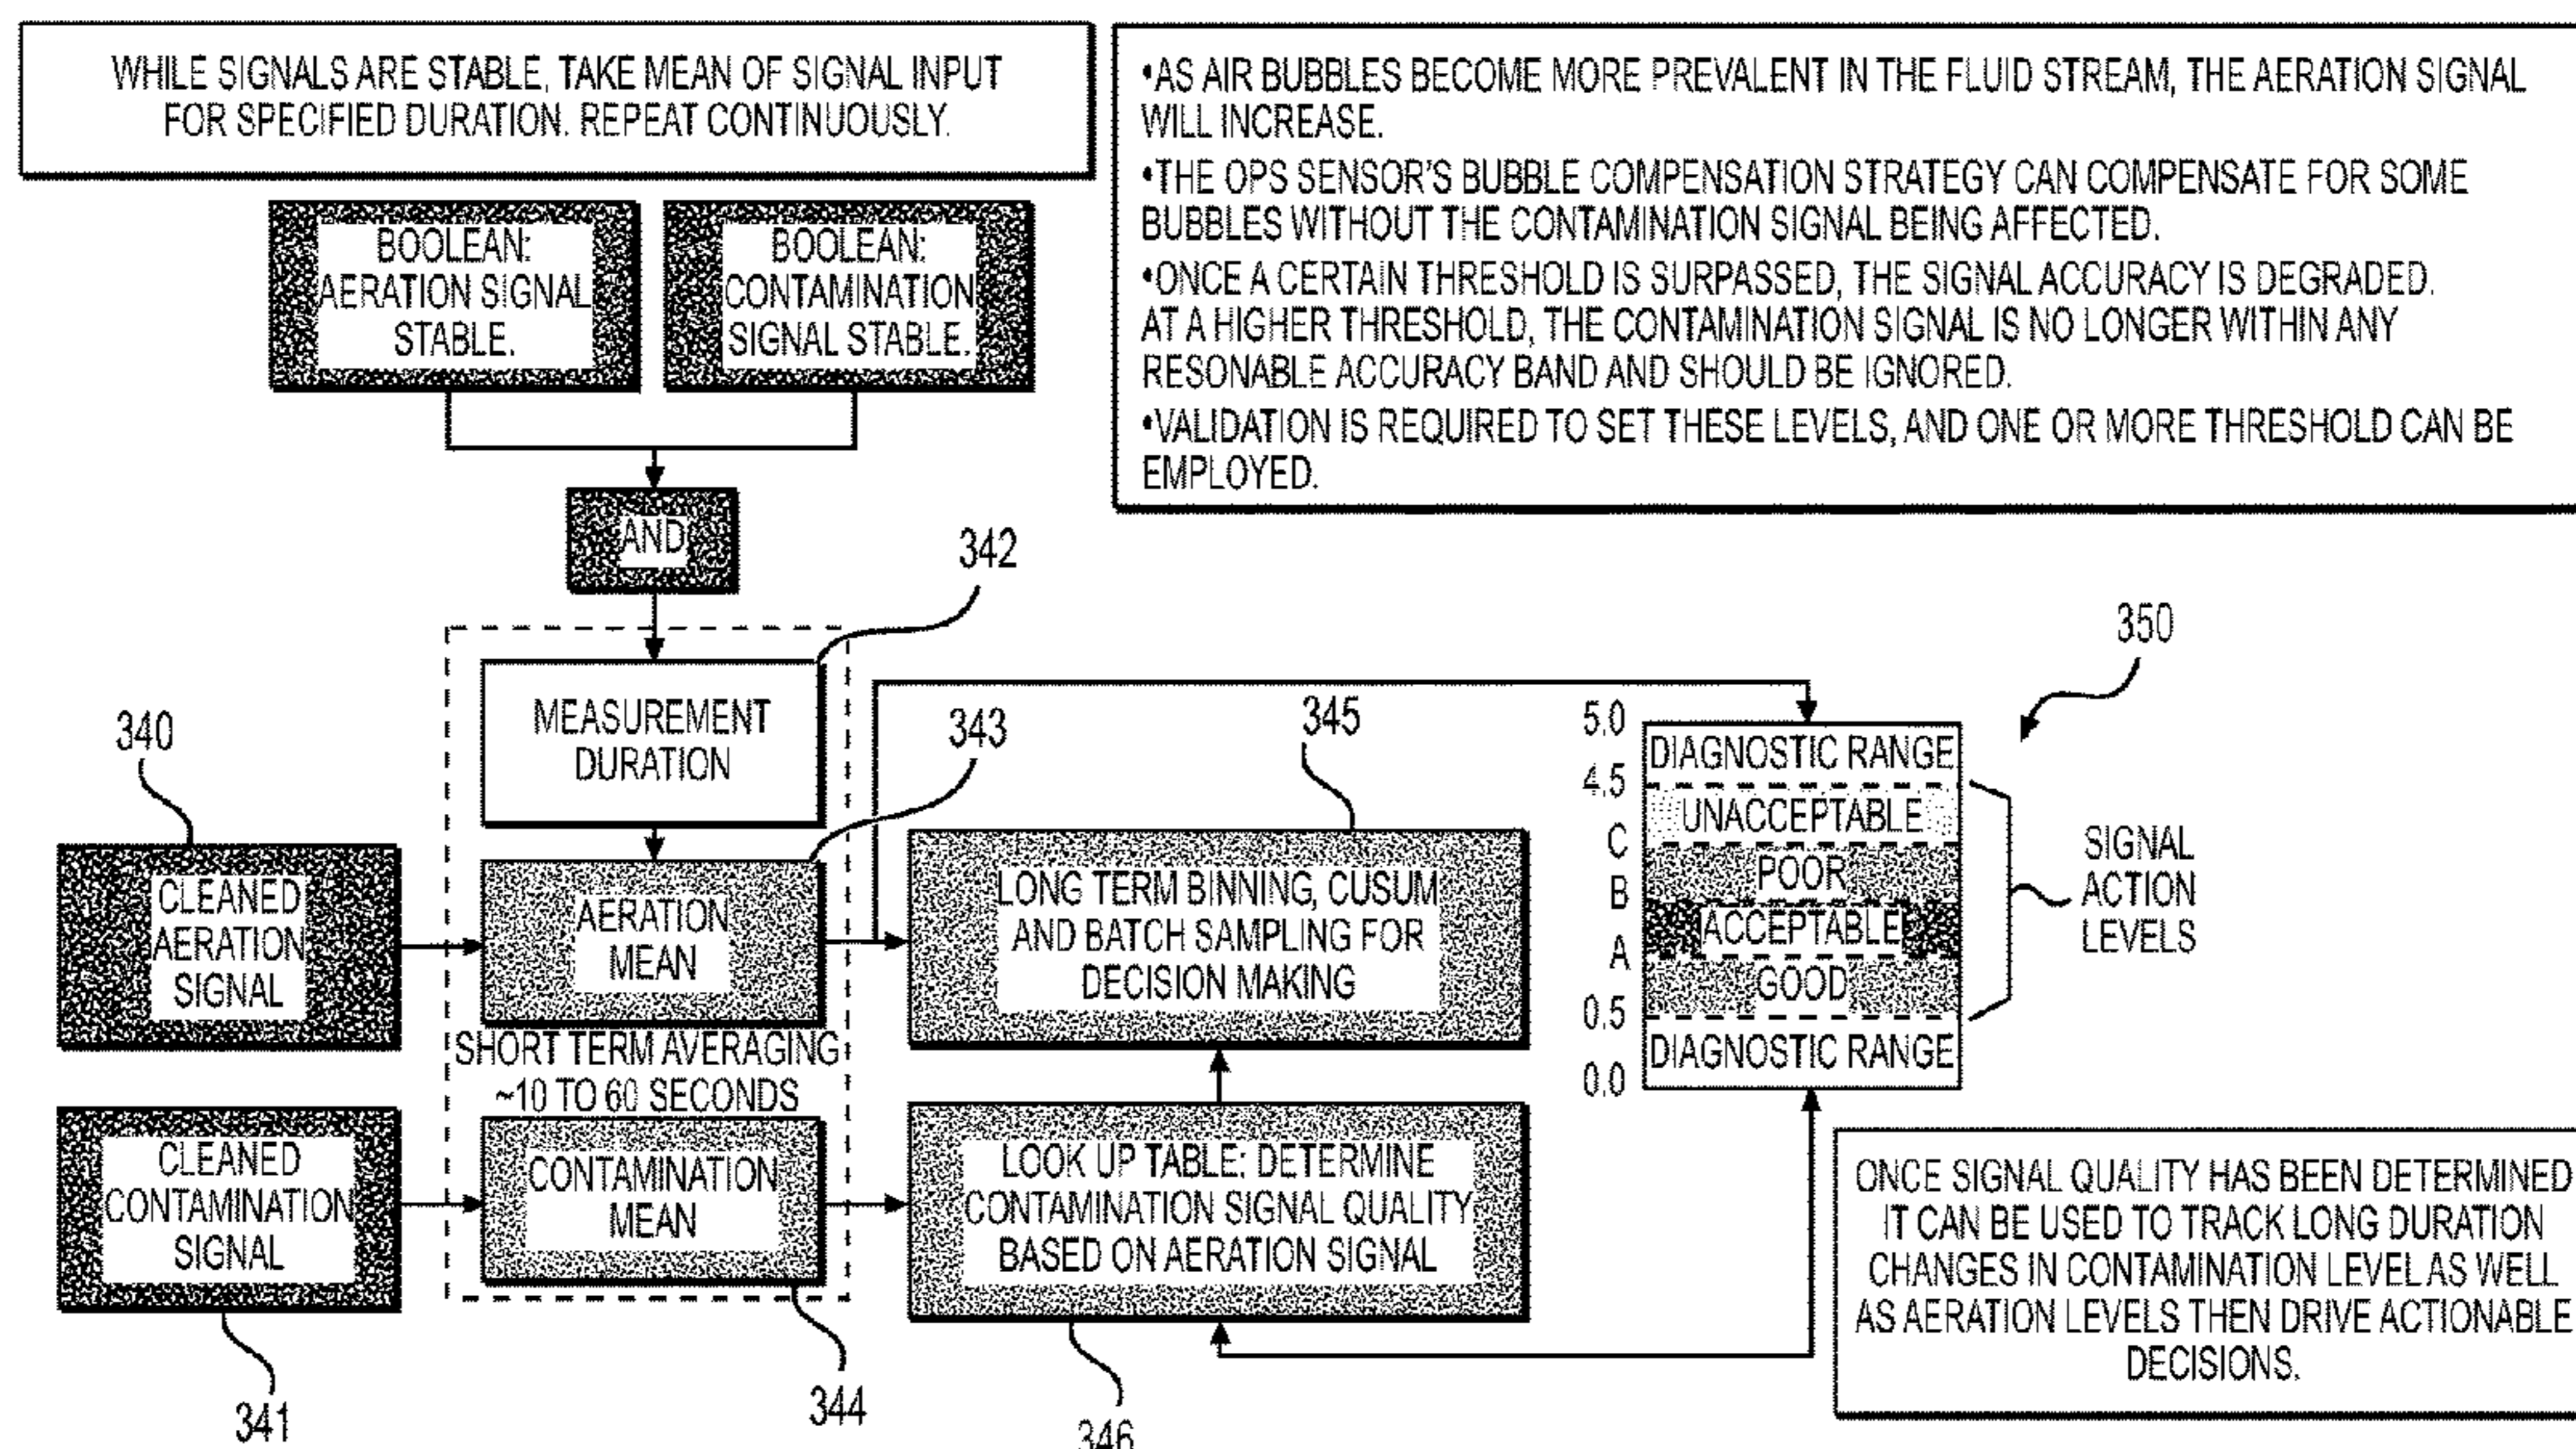 WHILE SIGNALS ARE STABLE, TAKE MEAN OF SIGNAL INPUT
FOR SPECIFIED DURATION. REPEAT CONTINUOUSLY.
•AS AIR BUBBLES BECOME MORE PREVALENT IN THE FLUID STREAM, THE AERATION SIGNAL
WILL INCREASE.
•THE OPS SENSOR'S BUBBLE COMPENSATION STRATEGY CAN COMPENSATE FOR SOME
BUBBLES WITHOUT THE CONTAMINATION SIGNAL BEING AFFECTED.
•ONCE A CERTAIN THRESHOLD IS SURPASSED, THE SIGNAL ACCURACY IS DEGRADED.
AT A HIGHER THRESHOLD, THE CONTAMINATION SIGNAL IS NO LONGER WITHIN ANY
RESONABLE ACCURACY BAND AND SHOULD BE IGNORED.
•VALIDATION IS REQUIRED TO SET THESE LEVELS, AND ONE OR MORE THRESHOLD CAN BE
EMPLOYED.
BOOLEAN:
AERATION SIGNAL
STABLE.
BOOLEAN:
CONTAMINATION
SIGNAL STABLE.
AND
342
MEASUREMENT
DURATION
340
CLEANED
AERATION
SIGNAL
343
AERATION
MEAN
SHORT TERM AVERAGING
~10 TO 60 SECONDS
345
LONG TERM BINNING, CUSUM
AND BATCH SAMPLING FOR
DECISION MAKING
350
5.0
DIAGNOSTIC RANGE
4.5
UNACCEPTABLE
C
POOR
B
ACCEPTABLE
A
GOOD
0.5
DIAGNOSTIC RANGE
0.0
SIGNAL
ACTION
LEVELS
CLEANED
CONTAMINATION
SIGNAL
341
CONTAMINATION
MEAN
344
LOOK UP TABLE: DETERMINE
CONTAMINATION SIGNAL QUALITY
BASED ON AERATION SIGNAL
346
ONCE SIGNAL QUALITY HAS BEEN DETERMINED
IT CAN BE USED TO TRACK LONG DURATION
CHANGES IN CONTAMINATION LEVEL AS WELL
AS AERATION LEVELS THEN DRIVE ACTIONABLE
DECISIONS.